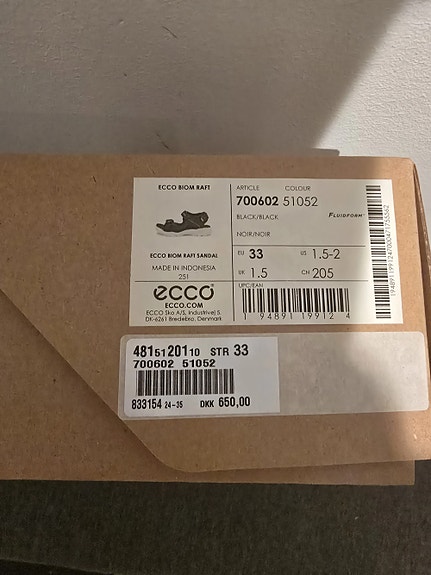 ECCO BIOM RAFT
ECCO BIOM RAFT SANDAL
MADE IN INDONESIA
251
ecco
ECCO.COM
ECCO Sko A/S, Industrivej 5
DK-6261 Bredebro, Denmark
ARTICLE COLOUR
700602 51052
BLACK/BLACK
FLUIDFORM
NOIR/NOIR
EU 33 US 1.5-2
UK 1.5 CH 205
UPC/EAN
94891 19912 4
4815120110 STR 33
700602 51052
833154 24-35 DKK 650,00